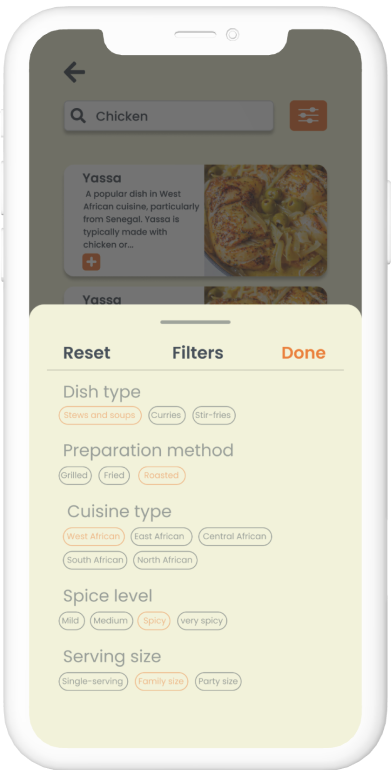 Chicken
Yassa
A popular dish in West
African cuisine, particularly
from Senegal. Yassa is
typically made with
chicken or...
Yassa
Reset Filters Done
Dish type
Stews and soups Curries Stir-fries
Preparation method
Grilled Fried Roasted
Cuisine type
West African East African Central African
South African North African
Spice level
Mild Medium Spicy very spicy
Serving size
Single-serving Family size Party size